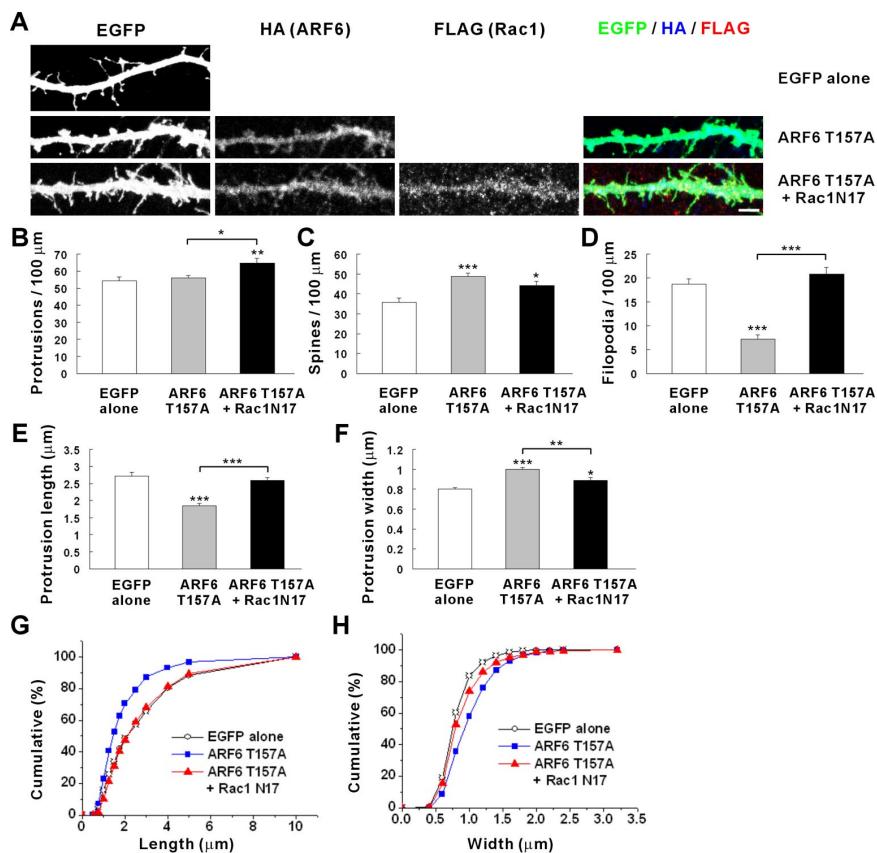 A
EGFP
HA (ARF6)
FLAG (Rac1)
EGFP / HA / FLAG
EGFP alone
ARF6 T157A
ARF6 T157A
+ Rac1N17
B
Protrusions / 100 μm
70
60
50
40
30
20
10
0
*
**
EGFP
alone
ARF6
T157A
ARF6 T157A
+ Rac1N17
C
Spines / 100 μm
60
50
40
30
20
10
0
***
*
EGFP
alone
ARF6
T157A
ARF6 T157A
+ Rac1N17
D
Filopodia / 100 μm
25
20
15
10
5
0
***
***
EGFP
alone
ARF6
T157A
ARF6 T157A
+ Rac1N17
E
Protrusion length (μm)
3.5
3
2.5
2
1.5
1
0.5
0
***
***
EGFP
alone
ARF6
T157A
ARF6 T157A
+ Rac1N17
F
Protrusion width (μm)
1.2
1
0.8
0.6
0.4
0.2
0
***
**
*
EGFP
alone
ARF6
T157A
ARF6 T157A
+ Rac1N17
G
Cumulative (%)
100
80
60
40
20
0
EGFP alone
ARF6 T157A
ARF6 T157A
+ Rac1 N17
0 2 4 6 8 10
Length (μm)
H
Cumulative (%)
100
80
60
40
20
0
EGFP alone
ARF6 T157A
ARF6 T157A
+ Rac1 N17
0.0 0.5 1.0 1.5 2.0 2.5 3.0 3.5
Width (μm)